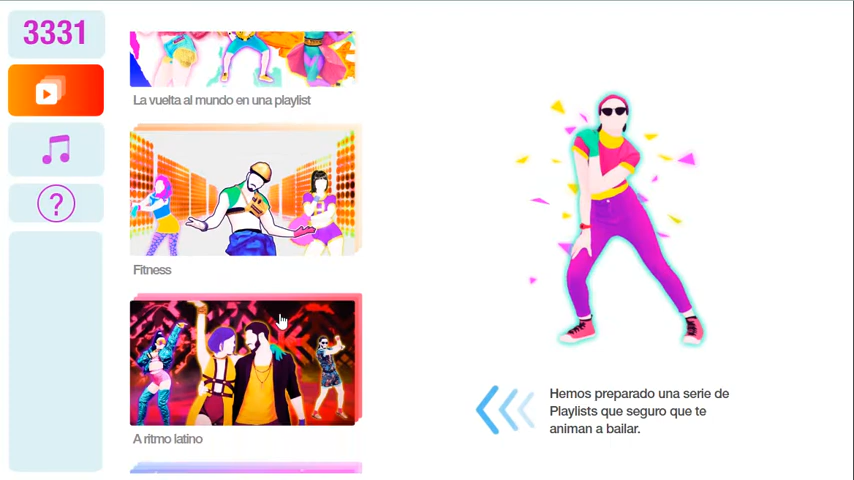 3331
La vuelta al mundo en una playlist
Fitness
A ritmo latino
?
Hemos preparado una serie de
Playlists que seguro que te
animan a bailar.